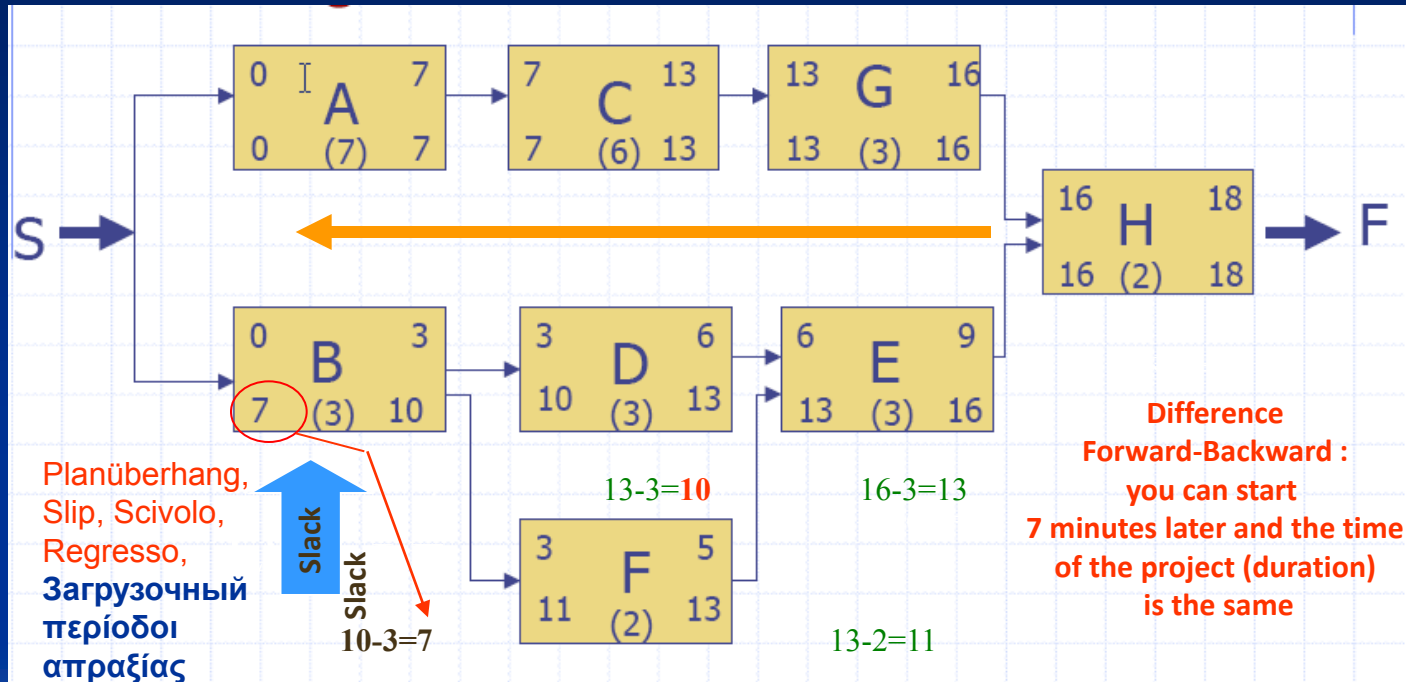 0 7
A
0 (7) 7
7 13
C
7 (6) 13
13 16
G
13 (3) 16
S
16 18
H
16 (2) 18
F
0 3
B
7 (3) 10
3 6
D
10 (3) 13
6 9
E
13 (3) 16
Difference
Forward-Backward :
you can start
7 minutes later and the time
of the project (duration)
is the same
Planüberhang,
Slip, Scivolo,
Regresso,
Загрузочный
περίοδοι
απραξίας
Slack
Slack
10-3=7
13-3=10
16-3=13
3 5
F
11 (2) 13
13-2=11